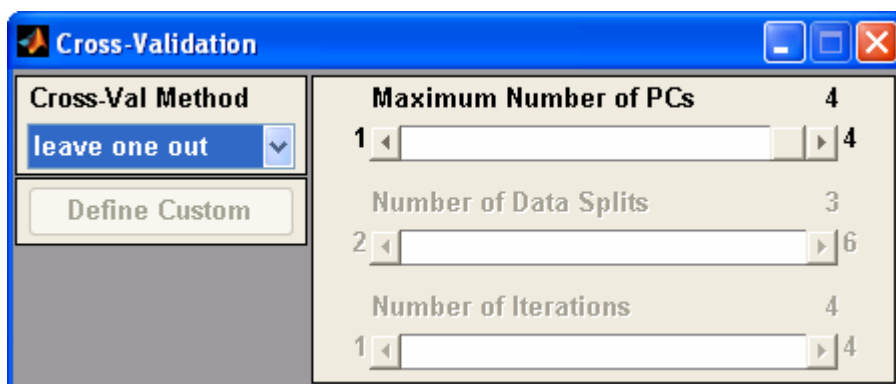 Cross-Validation
Cross-Val Method
leave one out
Define Custom
Maximum Number of PCs 4
1 4
Number of Data Splits 3
2 6
Number of Iterations 4
1 4